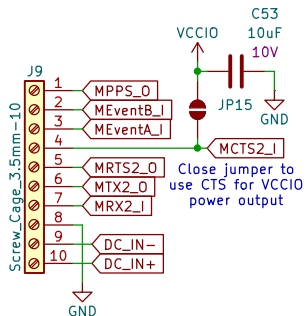 C53
10uF
10V
VCCIO
GND
JP15
J9
Screw_Cage_3.5mm-10
1 MPPS_O
2 MEventB_I
3 MEventA_I
4 MCTS2_I
5 MRTS2_O
6 MTX2_O
7 MRX2_I
8
9 DC_IN-
10 DC_IN+
Close jumper to
use CTS for VCCIO
power output
GND